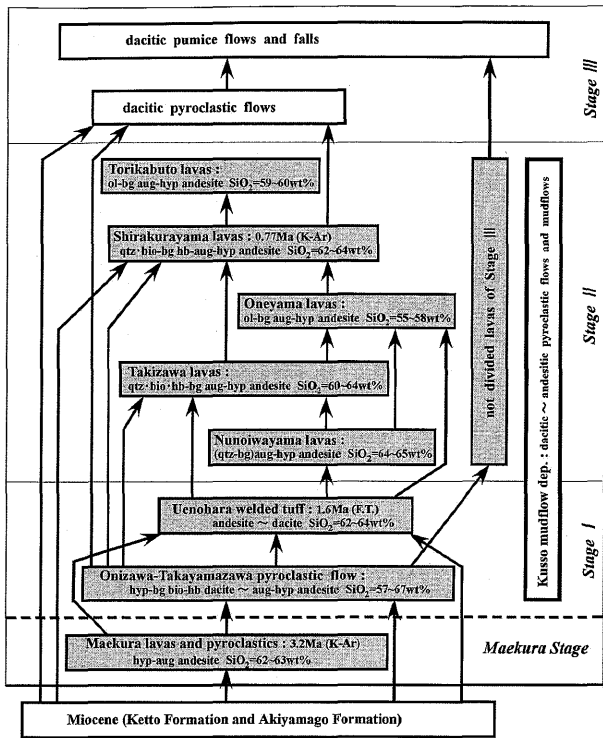 dacitic pumice flows and falls
dacitic pyroclastic flows
Stage III
Torikabuto lavas :
ol-bg aug-hyp andesite SiO₂=59~60wt%
Shirakurayama lavas : 0.77Ma (K-Ar)
qtz·bio-bg hb-aug-hyp andesite SiO₂=62~64wt%
Oneyama lavas :
ol-bg aug-hyp andesite SiO₂=55~58wt%
Takizawa lavas :
qtz·bio·hb-bg aug-hyp andesite SiO₂=60~64wt%
Nunoiwayama lavas :
(qtz-bg)aug-hyp andesite SiO₂=64~65wt%
not divided lavas of Stage III
Kusso mudflow dep. : dacitic ~ andesitic pyroclastic flows and mudflows
Stage II
Uenohara welded tuff : 1.6Ma (F.T.)
andesite ~ dacite SiO₂=62~64wt%
Onizawa-Takayamazawa pyroclastic flow :
hyp-bg bio-hb dacite ~ aug-hyp andesite SiO₂=57~67wt%
Stage I
Maekura lavas and pyroclastics : 3.2Ma (K-Ar)
hyp-aug andesite SiO₂=62~63wt%
Maekura Stage
Miocene (Ketto Formation and Akiyamago Formation)